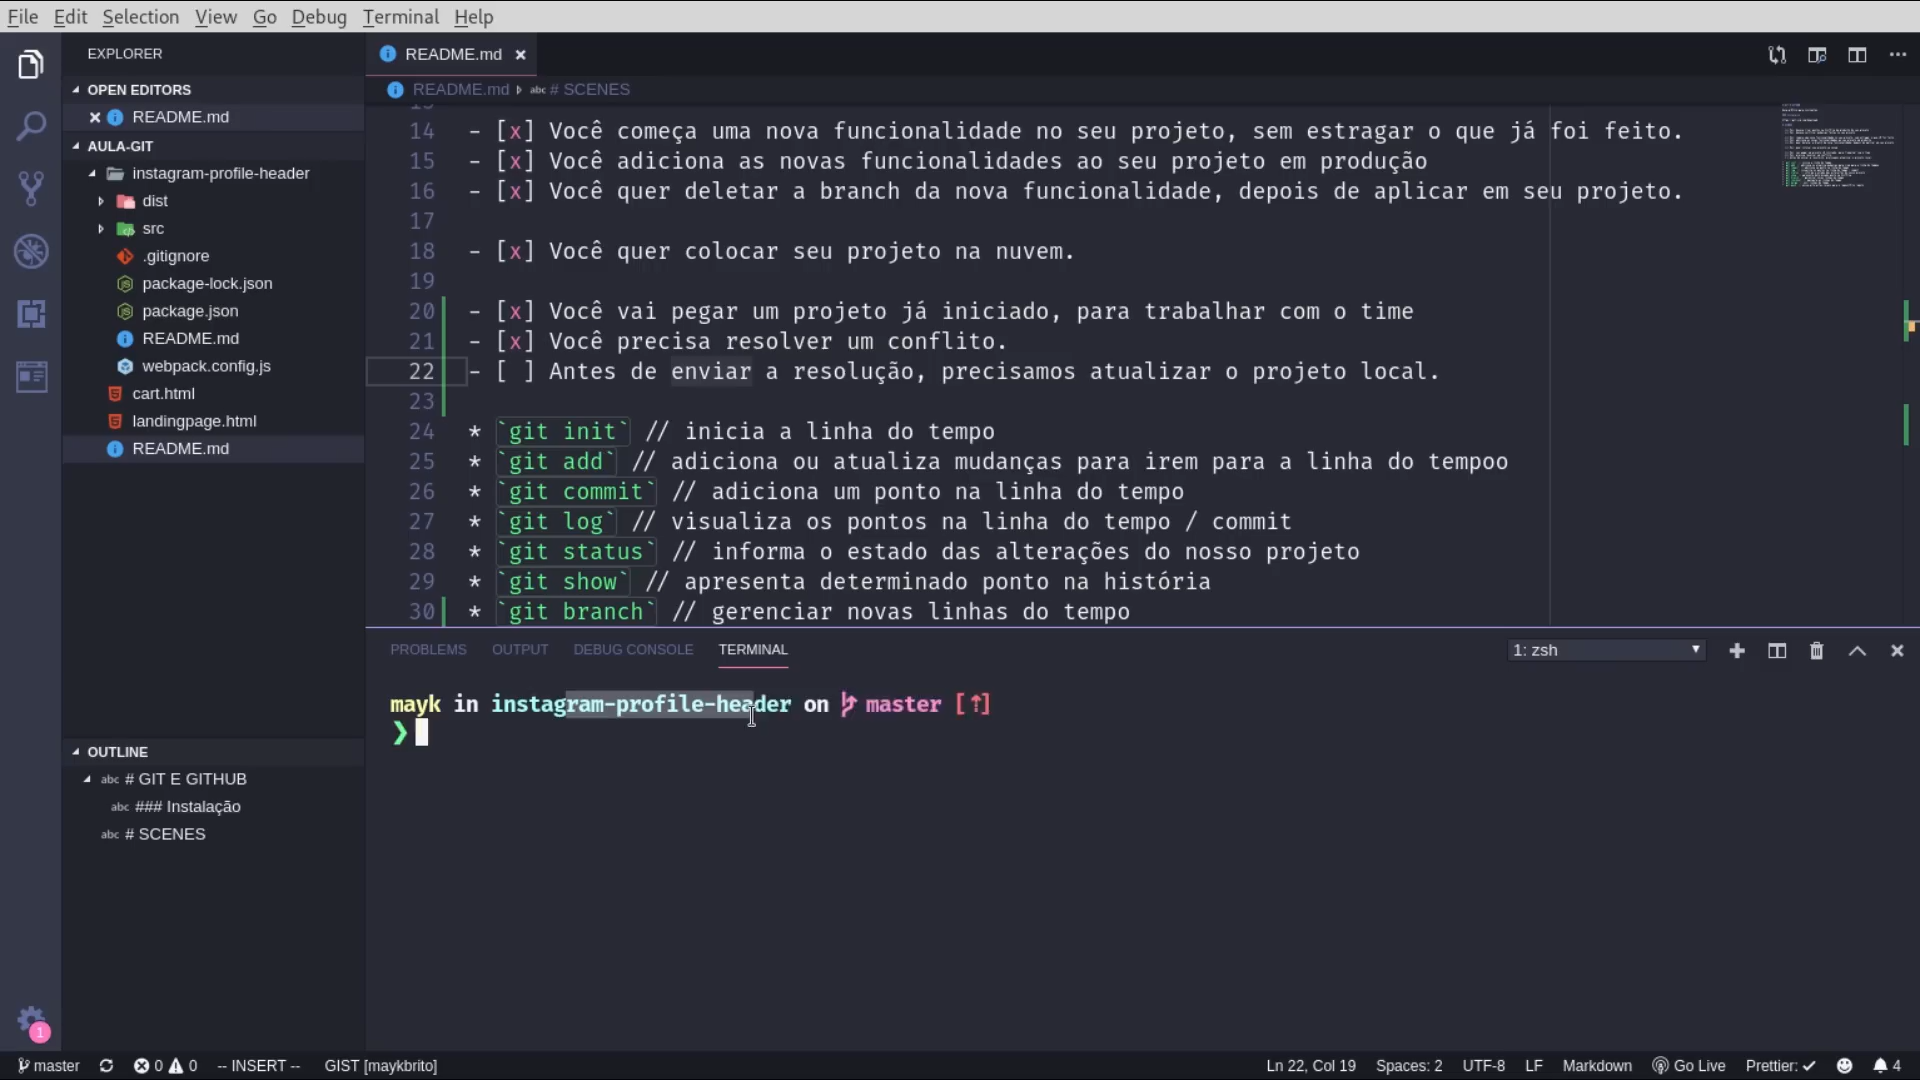 File Edit Selection View Go Debug Terminal Help
EXPLORER
OPEN EDITORS
README.md
AULA-GIT
instagram-profile-header
dist
src
.gitignore
package-lock.json
package.json
README.md
webpack.config.js
cart.html
landingpage.html
README.md
OUTLINE
abc # GIT E GITHUB
abc ### Instalação
abc # SCENES
1
README.md
README.md abc # SCENES
14 - [x] Você começa uma nova funcionalidade no seu projeto, sem estragar o que já foi feito.
15 - [x] Você adiciona as novas funcionalidades ao seu projeto em produção
16 - [x] Você quer deletar a branch da nova funcionalidade, depois de aplicar em seu projeto.
17
18 - [x] Você quer colocar seu projeto na nuvem.
19
20 - [x] Você vai pegar um projeto já iniciado, para trabalhar com o time
21 - [x] Você precisa resolver um conflito.
22 - [ ] Antes de enviar a resolução, precisamos atualizar o projeto local.
23
24 * `git init` // inicia a linha do tempo
25 * `git add` // adiciona ou atualiza mudanças para irem para a linha do tempoo
26 * `git commit` // adiciona um ponto na linha do tempo
27 * `git log` // visualiza os pontos na linha do tempo / commit
28 * `git status` // informa o estado das alterações do nosso projeto
29 * `git show` // apresenta determinado ponto na história
30 * `git branch` // gerenciar novas linhas do tempo
PROBLEMS OUTPUT DEBUG CONSOLE TERMINAL 1: zsh
mayk in instagram-profile-header on master [⇡]
❯
master 0 0 -- INSERT -- GIST [maykbrito] Ln 22, Col 19 Spaces: 2 UTF-8 LF Markdown Go Live Prettier: ✓ 4